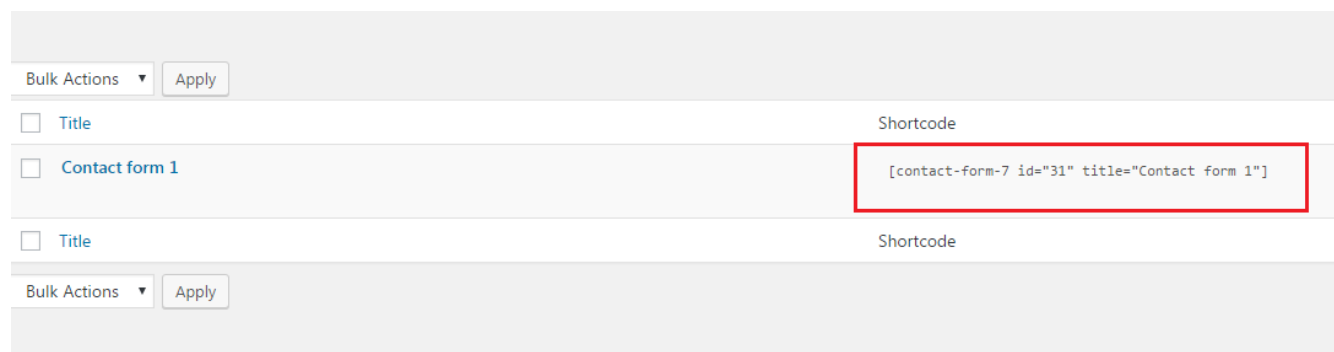 Bulk Actions Apply
Title Shortcode
Contact form 1 [contact-form-7 id="31" title="Contact form 1"]
Title Shortcode
Bulk Actions Apply